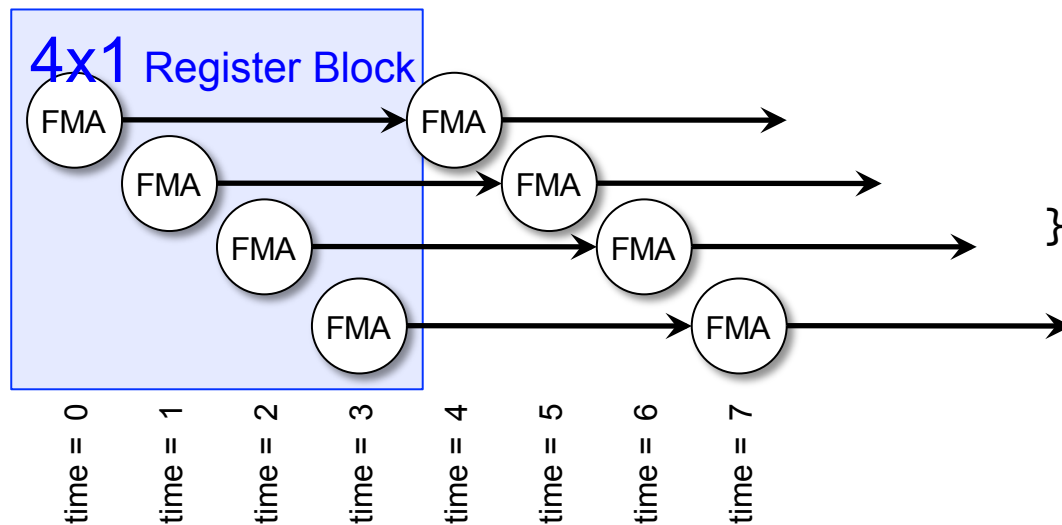 4x1 Register Block
FMA
FMA
FMA
FMA
FMA
FMA
FMA
FMA
}
time = 0
time = 1
time = 2
time = 3
time = 4
time = 5
time = 6
time = 7